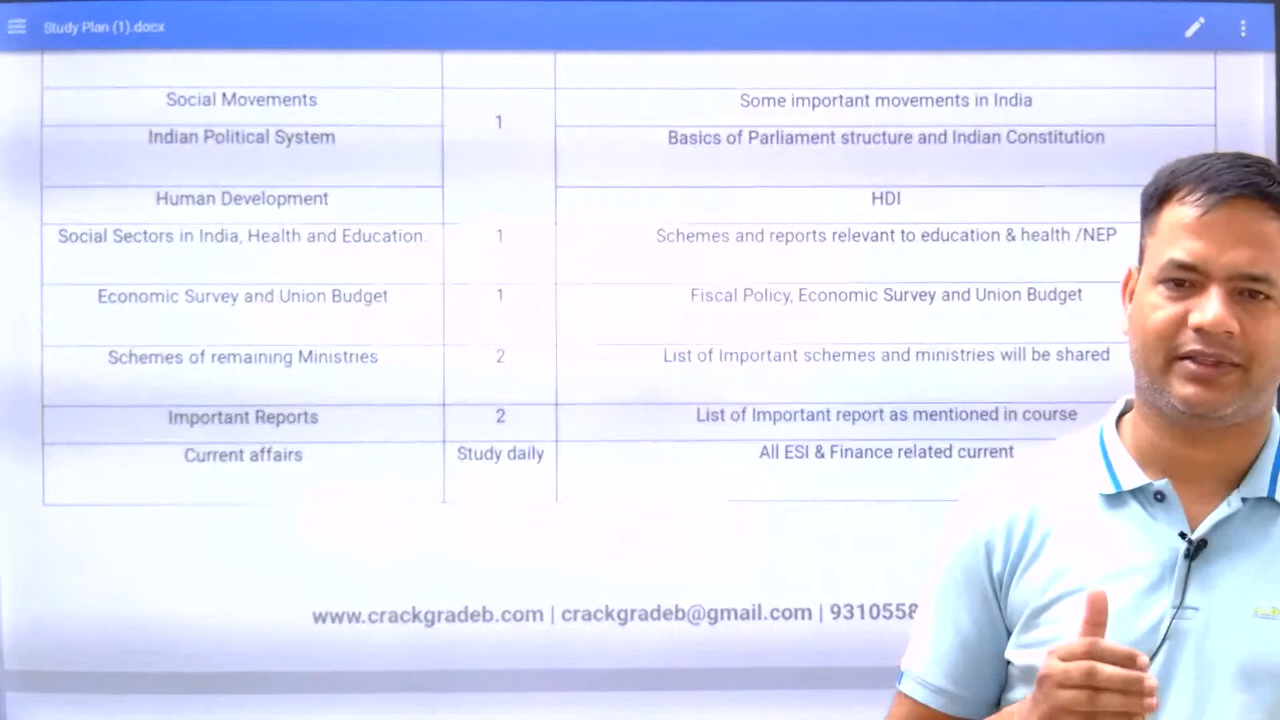 Study Plan (1).docx
Social Movements
1
Some important movements in India
Indian Political System
Basics of Parliament structure and Indian Constitution
Human Development
HDI
Social Sectors in India, Health and Education.
1
Schemes and reports relevant to education & health /NEP
Economic Survey and Union Budget
1
Fiscal Policy, Economic Survey and Union Budget
Schemes of remaining Ministries
2
List of Important schemes and ministries will be shared
Important Reports
2
List of Important report as mentioned in course
Current affairs
Study daily
All ESI & Finance related current
www.crackgradeb.com | crackgradeb@gmail.com | 9310558